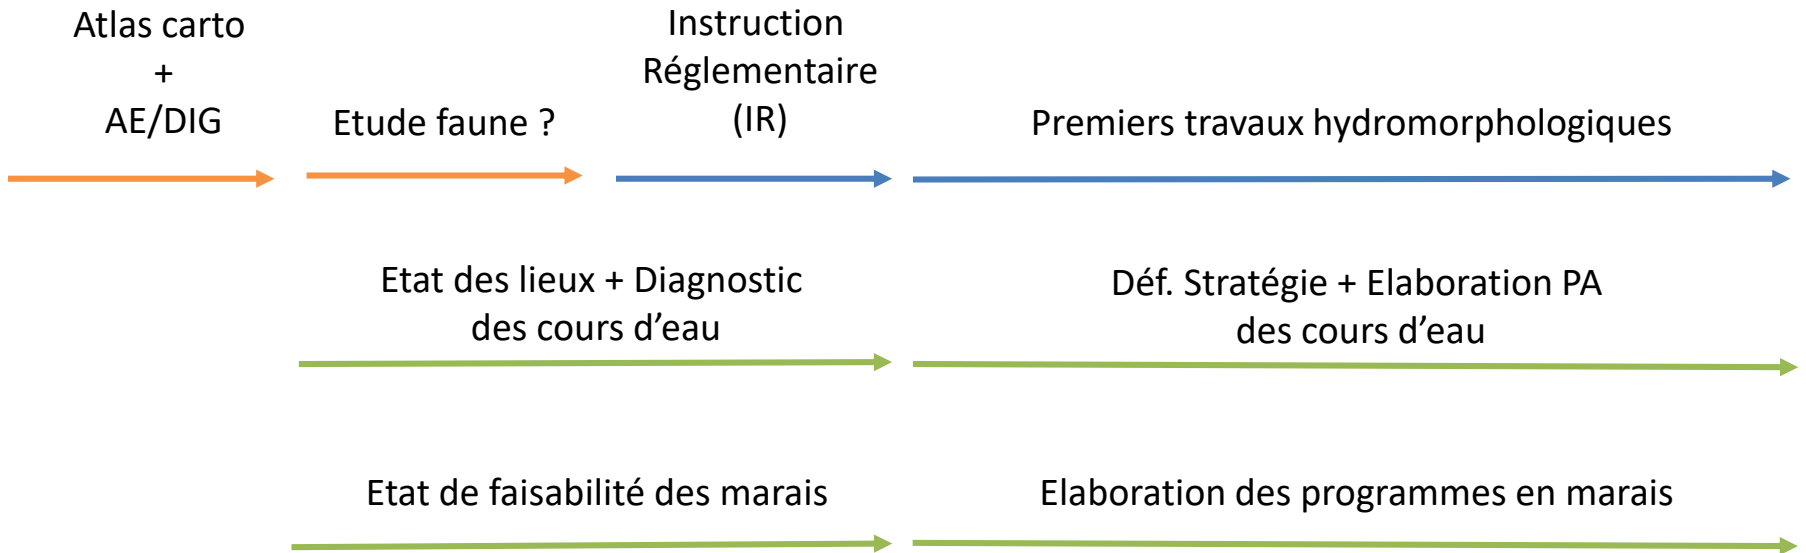 Atlas carto
+
AE/DIG
Etude faune ?
Instruction
Réglementaire
(IR)
Premiers travaux hydromorphologiques
Etat des lieux + Diagnostic
des cours d’eau
Déf. Stratégie + Elaboration PA
des cours d’eau
Etat de faisabilité des marais
Elaboration des programmes en marais